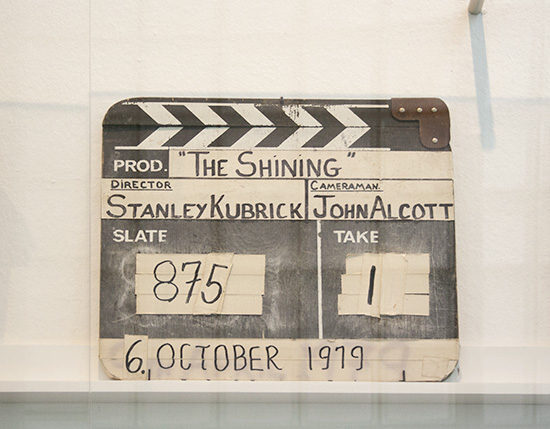 PROD. "THE SHINING"
DIRECTOR CAMERAMAN.
STANLEY KUBRICK JOHN ALCOTT
SLATE TAKE
875 1
6. OCTOBER 1979